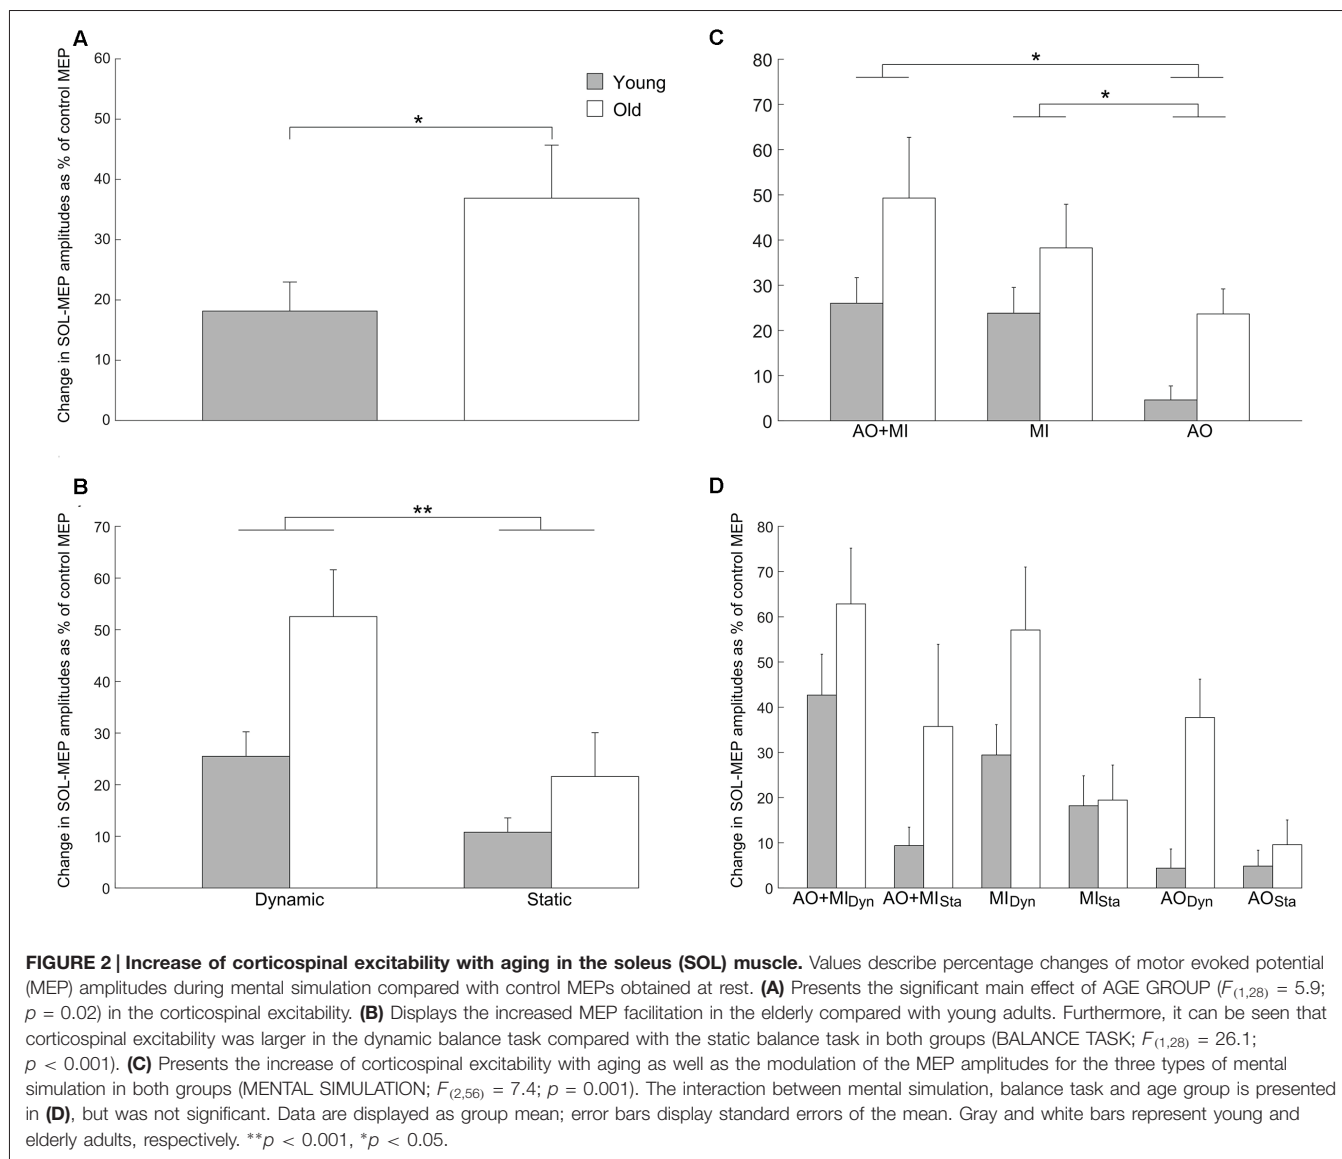 A
Change in SOL-MEP amplitudes as % of control MEP
60
50
40
30
20
10
0
*
Young
Old
C
80
70
60
50
40
30
20
10
0
*
*
AO+MI MI AO
B
Change in SOL-MEP amplitudes as % of control MEP
70
60
50
40
30
20
10
0
**
Dynamic Static
D
Change in SOL-MEP amplitudes as % of control MEP
80
70
60
50
40
30
20
10
0
AO+MIDyn AO+MISta MIDyn MISta AODyn AOSta
FIGURE 2 | Increase of corticospinal excitability with aging in the soleus (SOL) muscle. Values describe percentage changes of motor evoked potential
(MEP) amplitudes during mental simulation compared with control MEPs obtained at rest. (A) Presents the significant main effect of AGE GROUP (F(1,28) = 5.9;
p = 0.02) in the corticospinal excitability. (B) Displays the increased MEP facilitation in the elderly compared with young adults. Furthermore, it can be seen that
corticospinal excitability was larger in the dynamic balance task compared with the static balance task in both groups (BALANCE TASK; F(1,28) = 26.1;
p < 0.001). (C) Presents the increase of corticospinal excitability with aging as well as the modulation of the MEP amplitudes for the three types of mental
simulation in both groups (MENTAL SIMULATION; F(2,56) = 7.4; p = 0.001). The interaction between mental simulation, balance task and age group is presented
in (D), but was not significant. Data are displayed as group mean; error bars display standard errors of the mean. Gray and white bars represent young and
elderly adults, respectively. **p < 0.001, *p < 0.05.